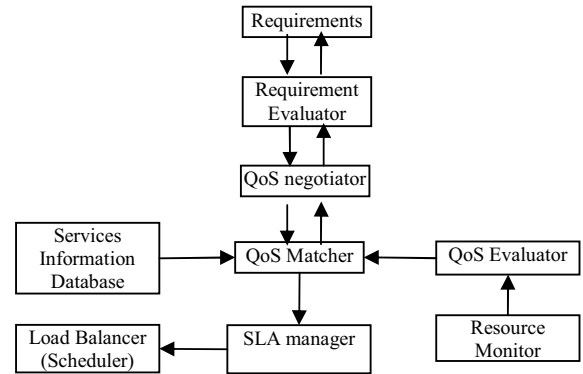 Requirements
Requirement
Evaluator
QoS negotiator
Services
Information
Database
QoS Matcher
QoS Evaluator
Load Balancer
(Scheduler)
SLA manager
Resource
Monitor